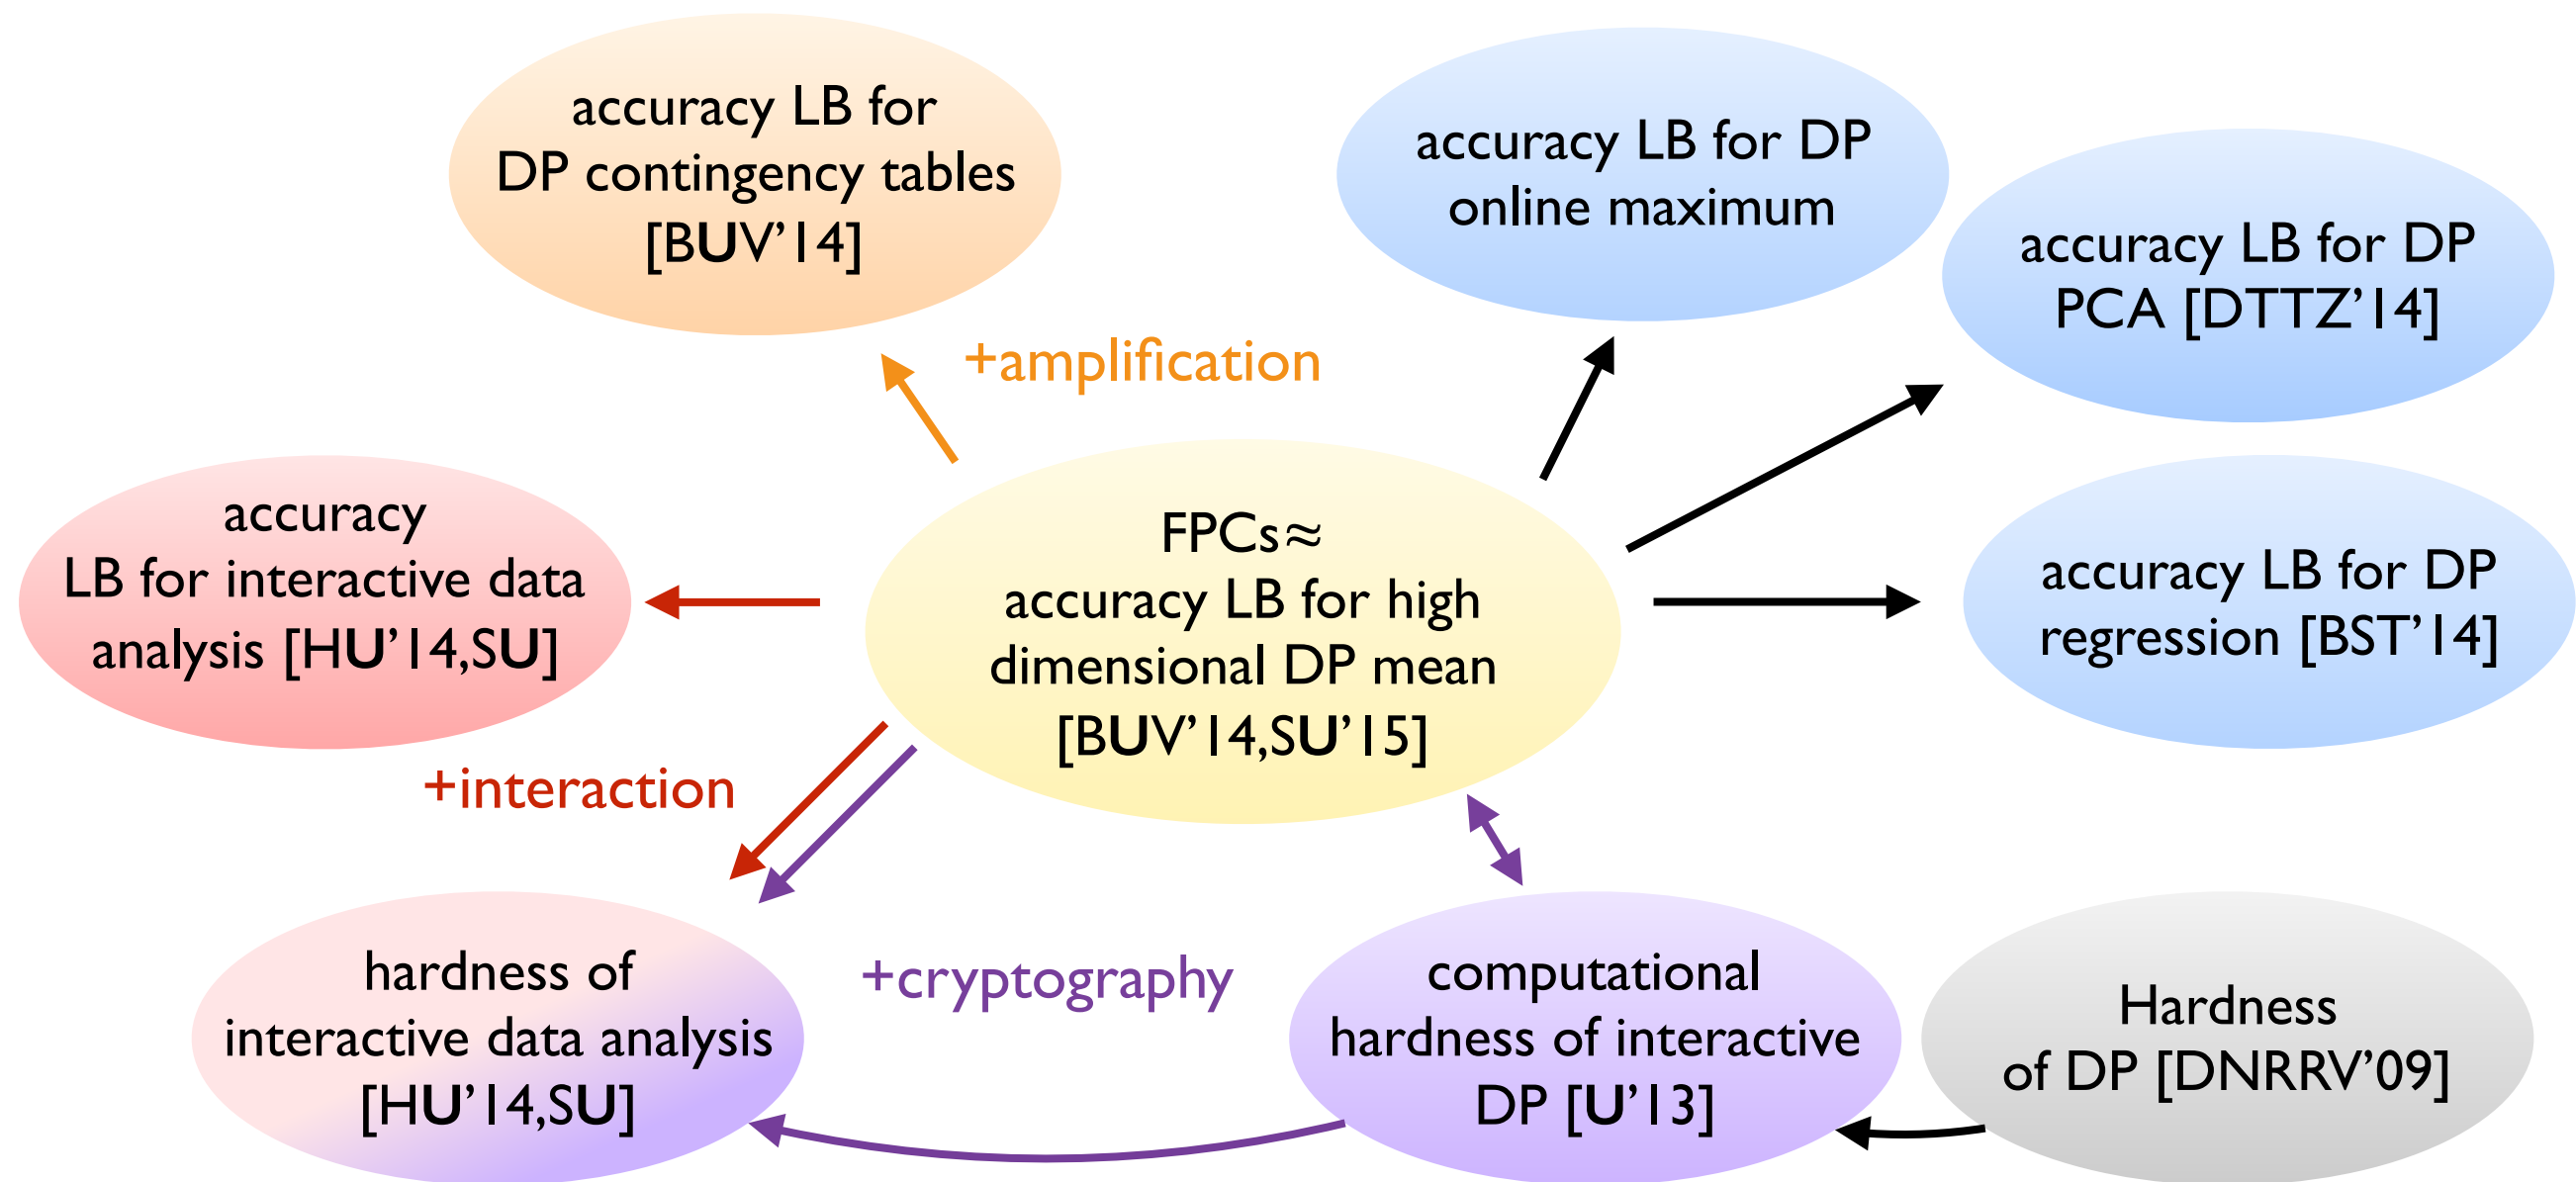 accuracy LB for
DP contingency tables
[BUV’14]
accuracy LB for DP
online maximum
accuracy LB for DP
PCA [DTTZ’14]
+amplification
accuracy
LB for interactive data
analysis [HU’14,SU]
FPCs≈
accuracy LB for high
dimensional DP mean
[BUV’14,SU’15]
accuracy LB for DP
regression [BST’14]
+interaction
hardness of
interactive data analysis
[HU’14,SU]
+cryptography
computational
hardness of interactive
DP [U’13]
Hardness
of DP [DNRRV’09]